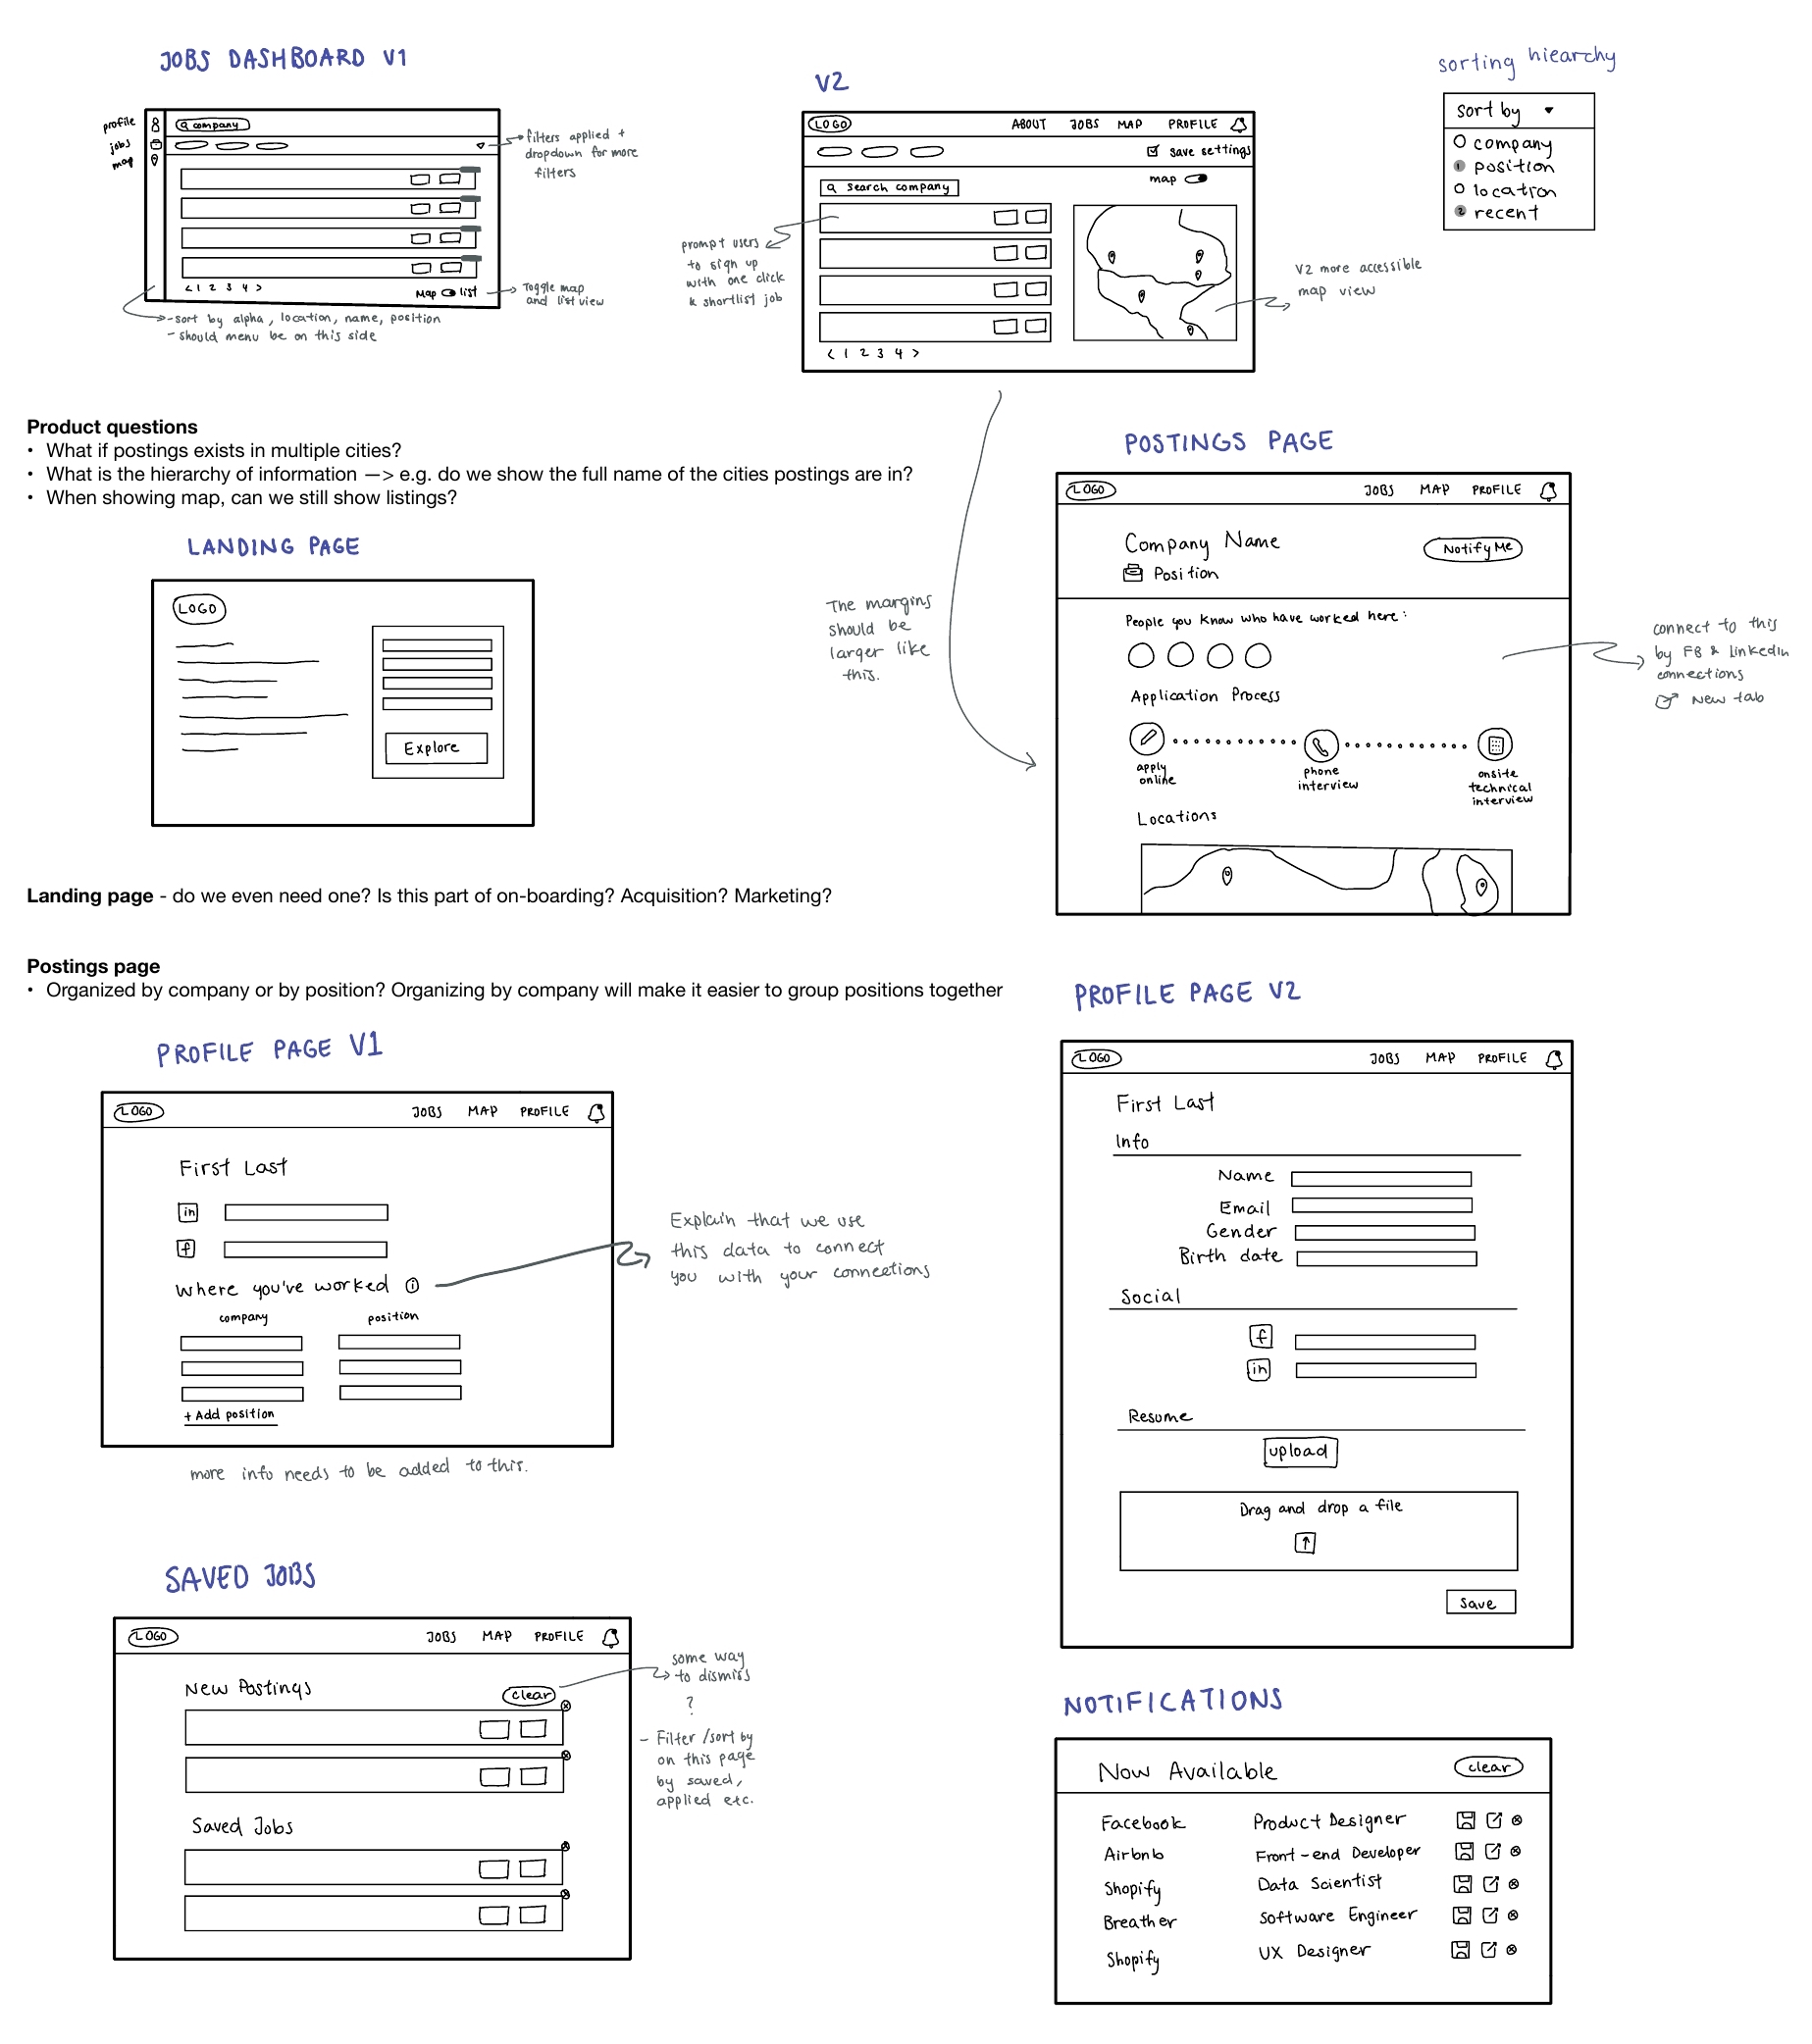 JOBS DASHBOARD V1
profile
jobs
map
company
filters applied +
dropdown for more
filters
< 1 2 3 4 >
Map list
Toggle map
and list view
- sort by alpha, location, name, position
- should menu be on this side
V2
LOGO ABOUT JOBS MAP PROFILE
save settings
map
search company
< 1 2 3 4 >
prompt users
to sign up
with one click
& shortlist job
V2 more accessible
map view
sorting hiearchy
sort by
company
1 position
location
2 recent
Product questions
• What if postings exists in multiple cities?
• What is the hierarchy of information —> e.g. do we show the full name of the cities postings are in?
• When showing map, can we still show listings?
LANDING PAGE
LOGO
Explore
The margins
should be
larger like
this.
POSTINGS PAGE
LOGO JOBS MAP PROFILE
Company Name
Notify Me
Position
People you know who have worked here:
Application Process
apply
online
phone
interview
onsite
technical
interview
Locations
connect to this
by FB & linkedin
connections
New tab
Landing page - do we even need one? Is this part of on-boarding? Acquisition? Marketing?
Postings page
• Organized by company or by position? Organizing by company will make it easier to group positions together
PROFILE PAGE V1
LOGO JOBS MAP PROFILE
First Last
in
f
Where you've worked i
company position
+ Add position
more info needs to be added to this.
Explain that we use
this data to connect
you with your connections
PROFILE PAGE V2
LOGO JOBS MAP PROFILE
First Last
Info
Name
Email
Gender
Birth date
Social
f
in
Resume
upload
Drag and drop a file
Save
SAVED JOBS
LOGO JOBS MAP PROFILE
New Postings
clear
Saved Jobs
some way
to dismiss
?
- Filter/sort by
on this page
by saved,
applied etc.
NOTIFICATIONS
Now Available clear
Facebook Product Designer
Airbnb Front-end Developer
Shopify Data Scientist
Breather Software Engineer
Shopify UX Designer